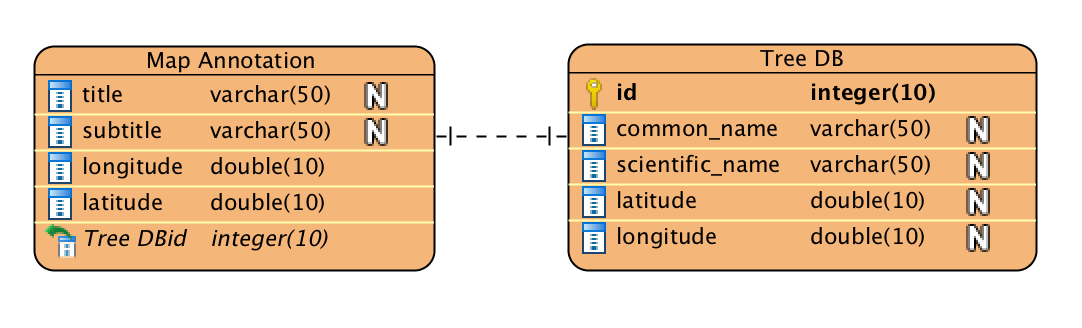 Map Annotation
title varchar(50) N
subtitle varchar(50) N
longitude double(10)
latitude double(10)
Tree DBid integer(10)
Tree DB
id integer(10)
common_name varchar(50) N
scientific_name varchar(50) N
latitude double(10) N
longitude double(10) N